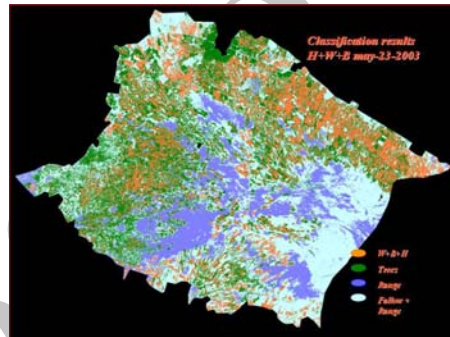 Classification results
H+W+B may-23-2003
W+B+H
Trees
Range
Fallow +
Range